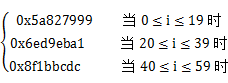 0x5a827999 当 0 ≤ i ≤ 19 时
0x6ed9eba1 当 20 ≤ i ≤ 39 时
0x8f1bbcdc 当 40 ≤ i ≤ 59 时